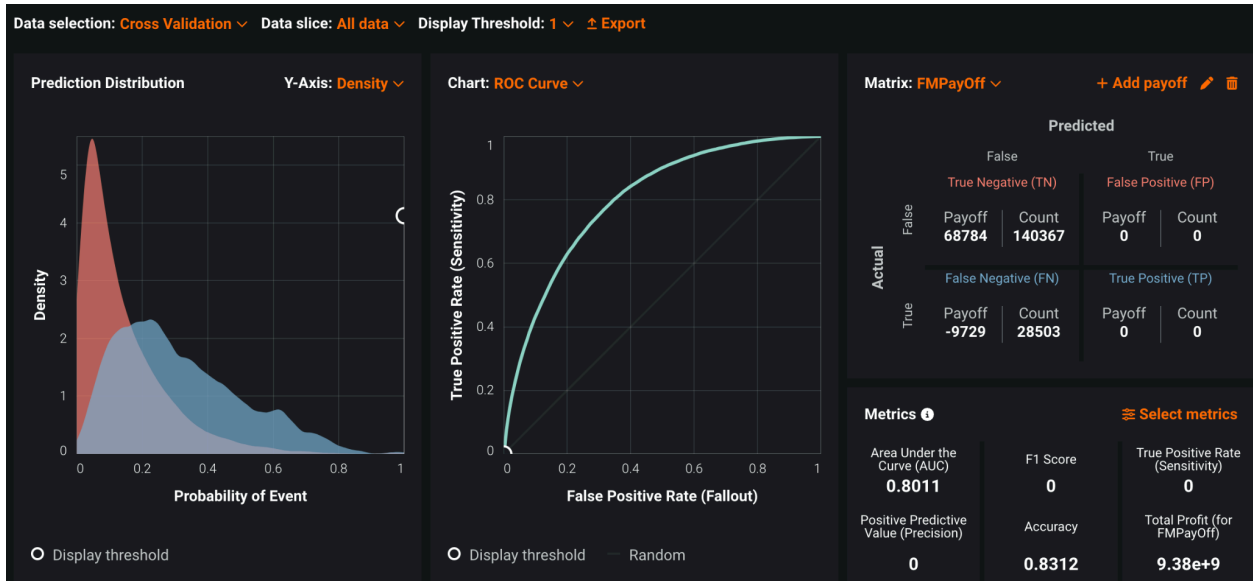 Data selection: Cross Validation Data slice: All data Display Threshold: 1 Export
Prediction Distribution Y-Axis: Density
5
4
3
2
1
0
Density
0 0.2 0.4 0.6 0.8 1
Probability of Event
Display threshold
Chart: ROC Curve
1
0.8
0.6
0.4
0.2
0
True Positive Rate (Sensitivity)
0 0.2 0.4 0.6 0.8 1
False Positive Rate (Fallout)
Display threshold Random
Matrix: FMPayOff + Add payoff
Predicted
False True
Actual
False
True Negative (TN) False Positive (FP)
Payoff Count Payoff Count
68784 140367 0 0
True
False Negative (FN) True Positive (TP)
Payoff Count Payoff Count
-9729 28503 0 0
Metrics Select metrics
Area Under the
Curve (AUC)
0.8011
F1 Score
0
True Positive Rate
(Sensitivity)
0
Positive Predictive
Value (Precision)
0
Accuracy
0.8312
Total Profit (for
FMPayOff)
9.38e+9